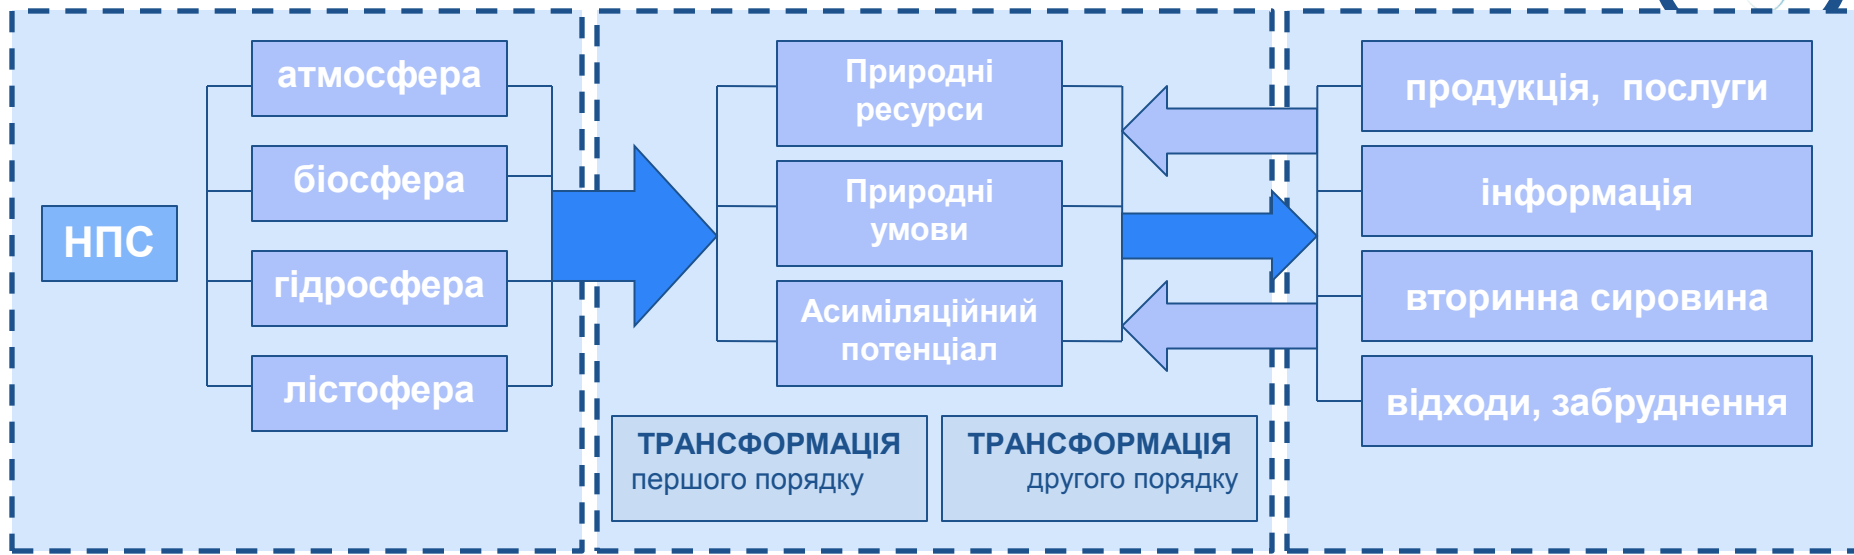 НПС
атмосфера
біосфера
гідросфера
лістофера
Природні
ресурси
Природні
умови
Асиміляційний
потенціал
ТРАНСФОРМАЦІЯ
першого порядку
ТРАНСФОРМАЦІЯ
другого порядку
продукція, послуги
інформація
вторинна сировина
відходи, забруднення